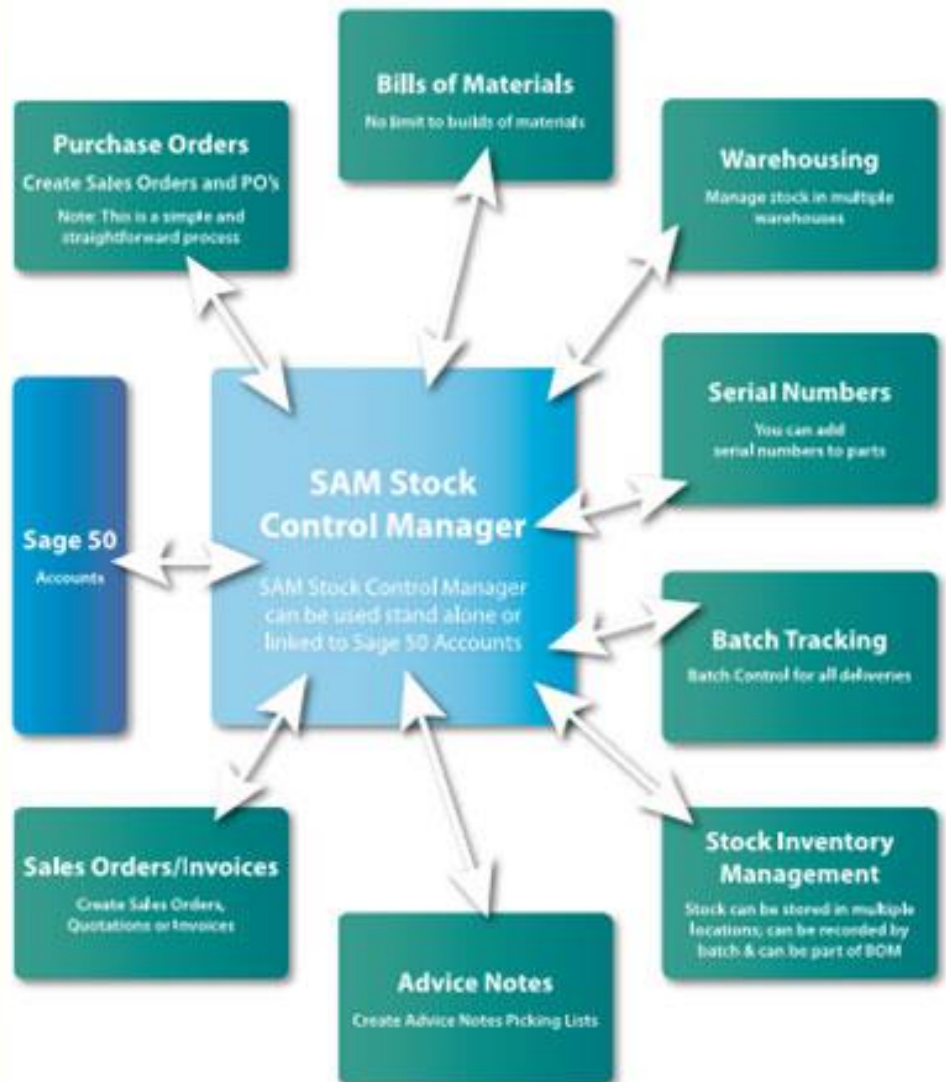 Bills of Materials
No limit to builds of materials
Purchase Orders
Create Sales Orders and PO's
Note: This is a simple and
straightforward process
Warehousing
Manage stock in multiple
warehouses
Serial Numbers
You can add
serial numbers to parts
SAM Stock
Control Manager
SAM Stock Control Manager
can be used stand alone or
linked to Sage 50 Accounts
Sage 50
Accounts
Batch Tracking
Batch Control for all deliveries
Sales Orders/Invoices
Create Sales Orders,
Quotations or Invoices
Stock Inventory
Management
Stock can be stored in multiple
locations, can be recorded by
batch & can be part of BOM
Advice Notes
Create Advice Notes Picking Lists